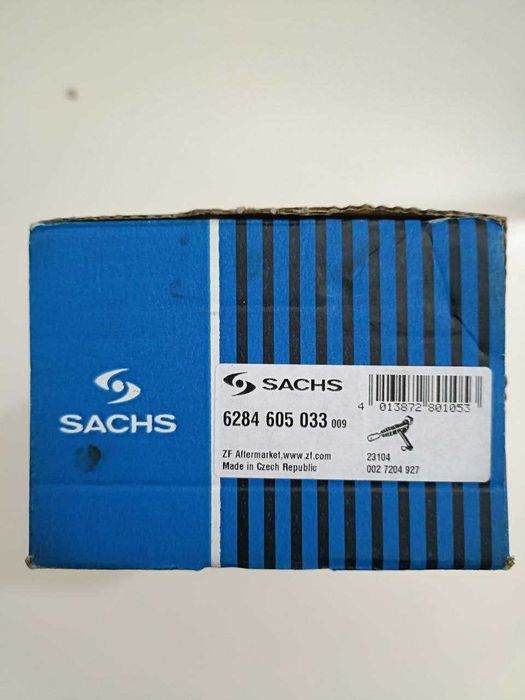 SACHS
SACHS
6284 605 033 009
4 013872 801053
ZF Aftermarket,www.zf.com
Made in Czech Republic
23104
002 7204 927